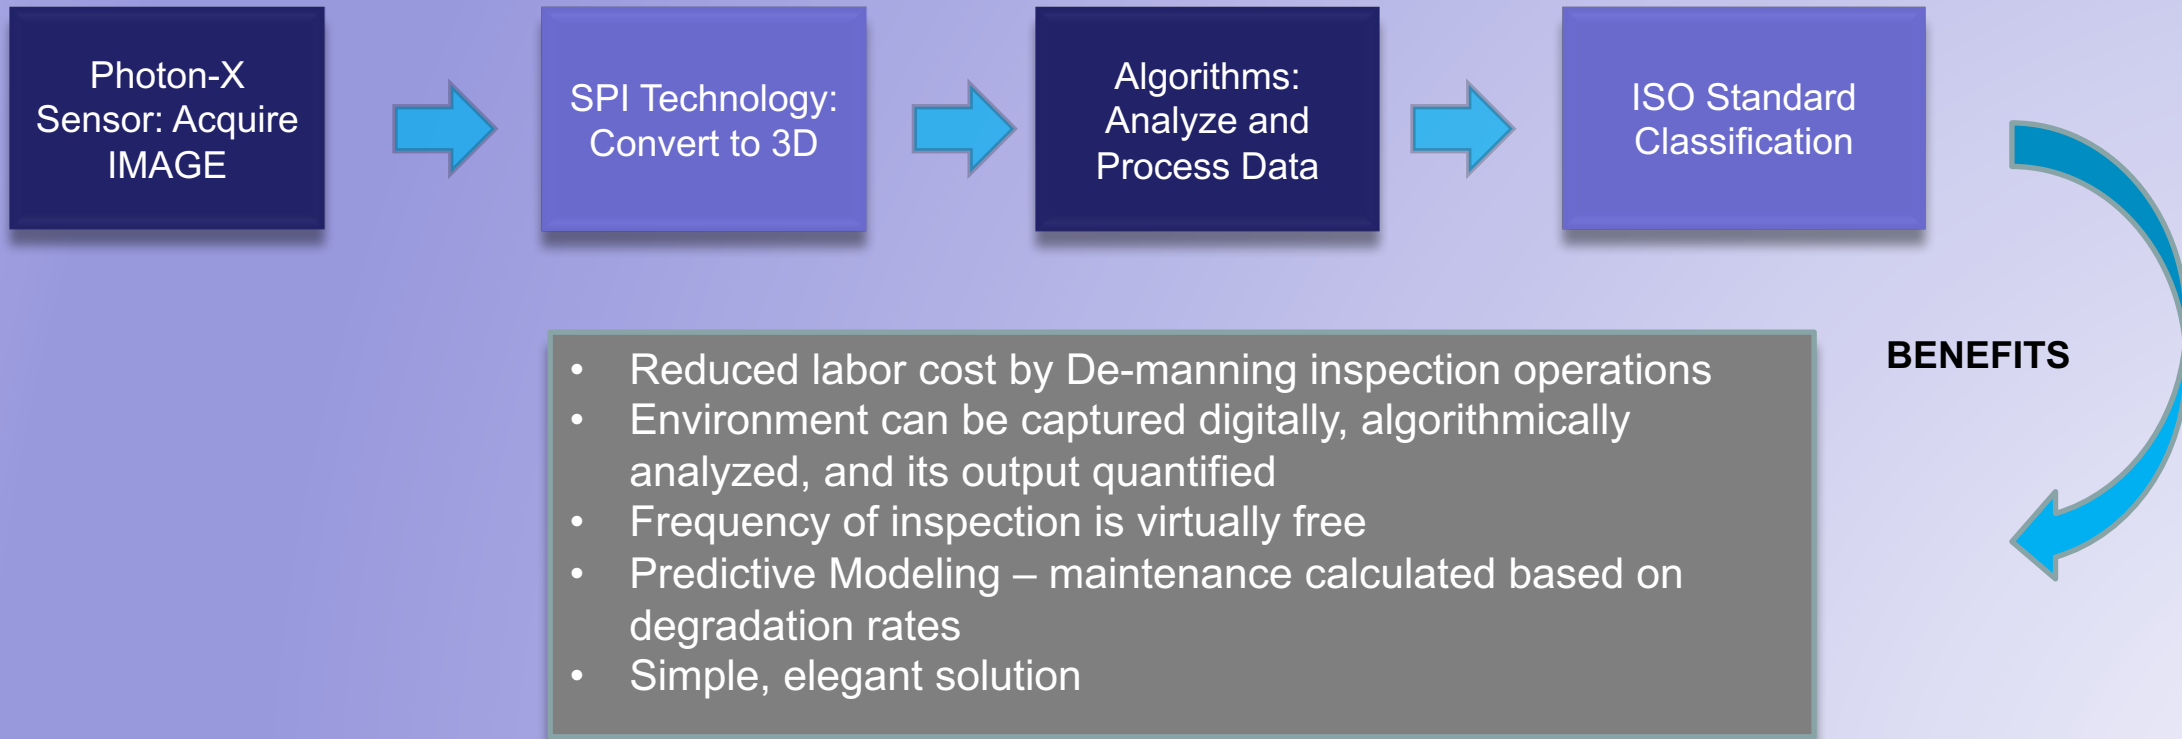 Photon-X
Sensor: Acquire
IMAGE
SPI Technology:
Convert to 3D
Algorithms:
Analyze and
Process Data
ISO Standard
Classification
BENEFITS
• Reduced labor cost by De-manning inspection operations
• Environment can be captured digitally, algorithmically
analyzed, and its output quantified
• Frequency of inspection is virtually free
• Predictive Modeling – maintenance calculated based on
degradation rates
• Simple, elegant solution